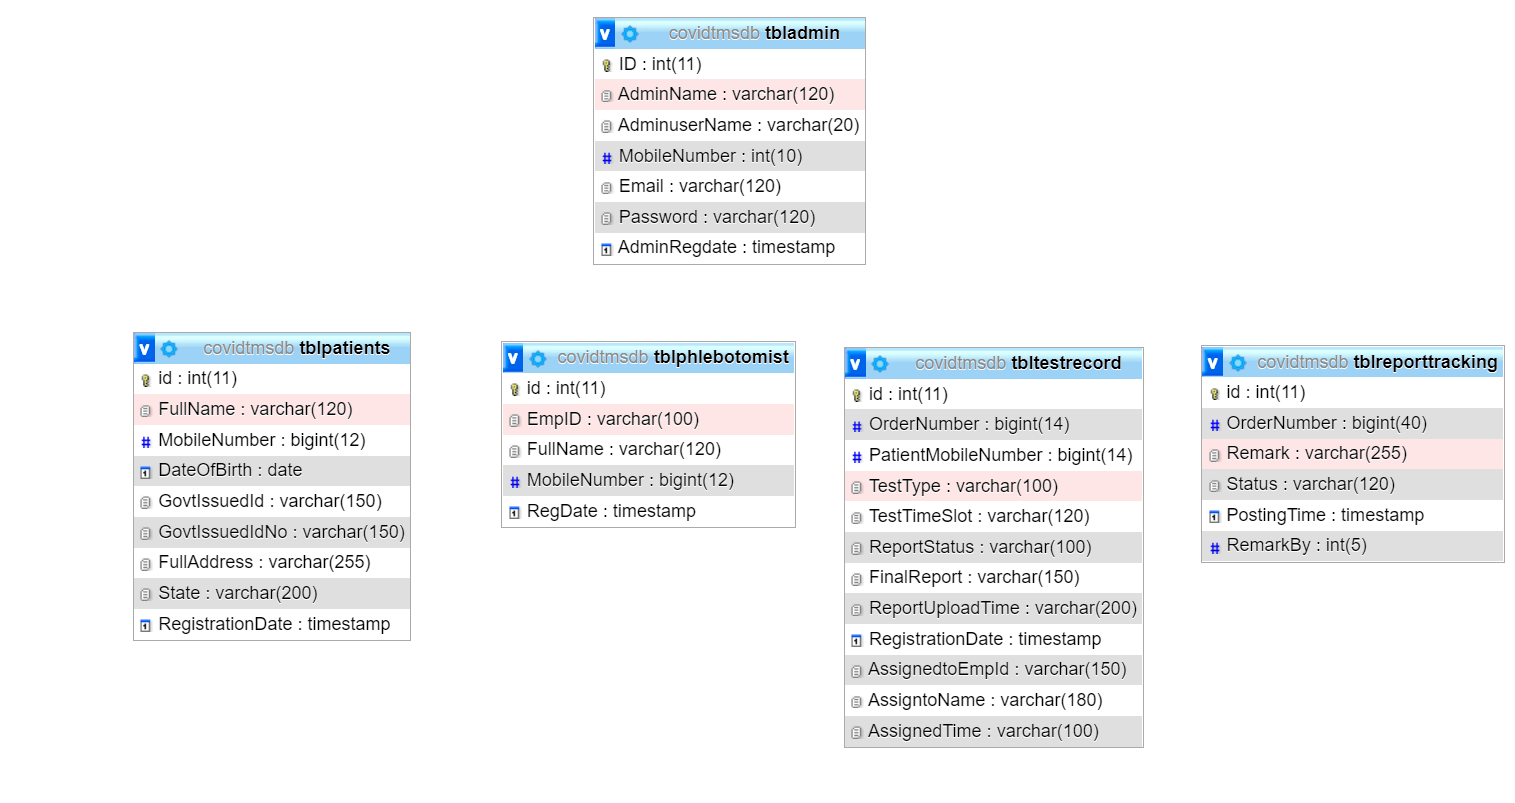 v covidtmsdb tbladmin
ID : int(11)
AdminName : varchar(120)
AdminuserName : varchar(20)
# MobileNumber : int(10)
Email : varchar(120)
Password : varchar(120)
AdminRegdate : timestamp
v covidtmsdb tblpatients
id : int(11)
FullName : varchar(120)
# MobileNumber : bigint(12)
DateOfBirth : date
GovtIssuedId : varchar(150)
GovtIssuedIdNo : varchar(150)
FullAddress : varchar(255)
State : varchar(200)
RegistrationDate : timestamp
v covidtmsdb tblphlebotomist
id : int(11)
EmpID : varchar(100)
FullName : varchar(120)
# MobileNumber : bigint(12)
RegDate : timestamp
v covidtmsdb tbltestrecord
id : int(11)
# OrderNumber : bigint(14)
# PatientMobileNumber : bigint(14)
TestType : varchar(100)
TestTimeSlot : varchar(120)
ReportStatus : varchar(100)
FinalReport : varchar(150)
ReportUploadTime : varchar(200)
RegistrationDate : timestamp
AssignedtoEmpId : varchar(150)
AssigntoName : varchar(180)
AssignedTime : varchar(100)
v covidtmsdb tblreporttracking
id : int(11)
# OrderNumber : bigint(40)
Remark : varchar(255)
Status : varchar(120)
PostingTime : timestamp
# RemarkBy : int(5)